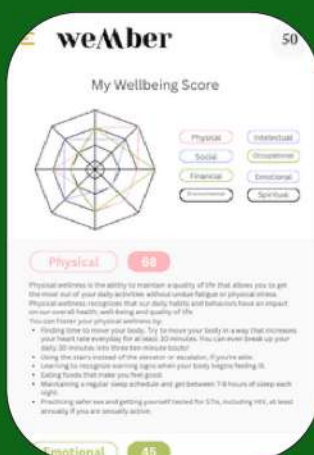 weMber
50
My Wellbeing Score
Physical
Intellectual
Social
Occupational
Financial
Emotional
Environmental
Spiritual
Physical
68
Physical wellness is the ability to maintain a quality of life that allows you to get
the most out of your daily activities without undue fatigue or physical stress.
Physical wellness recognizes that our daily habits and behaviors have an impact
on our overall health, well-being and quality of life.
You can foster your physical wellness by:
• Finding time to move your body. Try to move your body in a way that increases
your heart rate everyday for at least 30 minutes. You can even break up your
daily 30 minutes into three ten-minute bouts!
• Using the stairs instead of the elevator or escalator, if you're able.
• Learning to recognize warning signs when your body begins feeling ill.
• Eating foods that make you feel good.
• Maintaining a regular sleep schedule and get between 7-9 hours of sleep each
night.
• Practicing safer sex and getting yourself tested for STIs, including HIV, at least
annually if you are sexually active.
Emotional
45